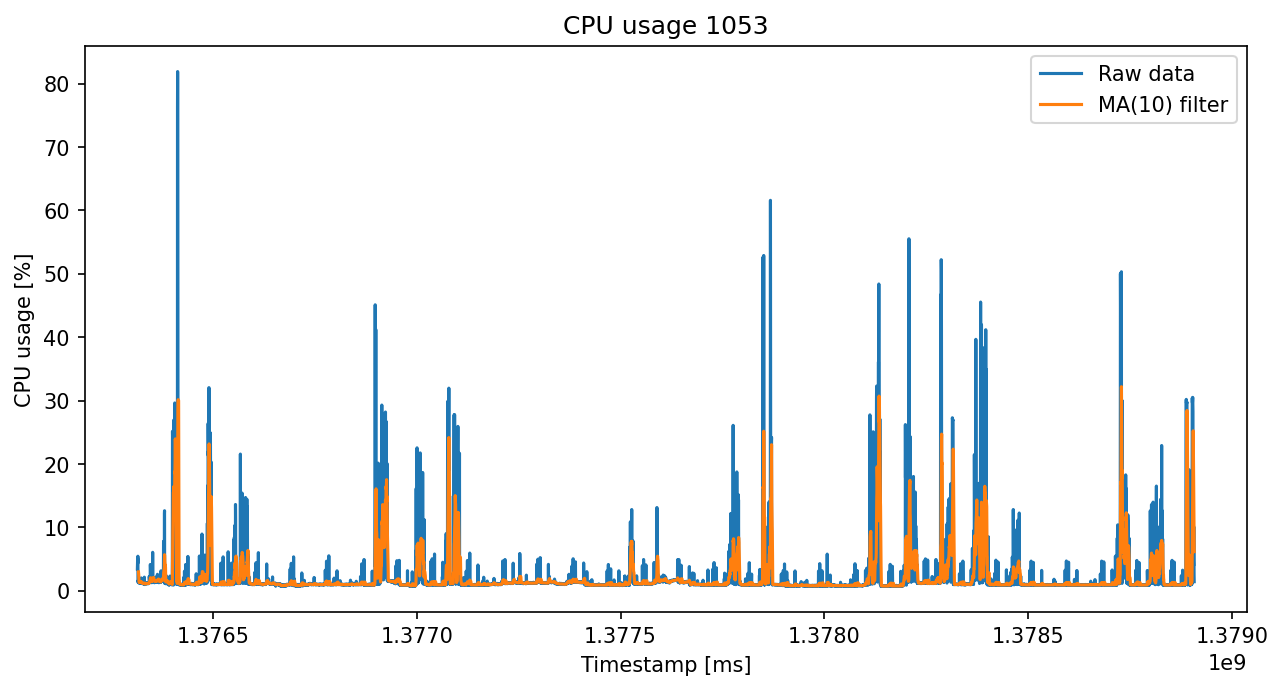 CPU usage 1053
Raw data
MA(10) filter
CPU usage [%]
80
70
60
50
40
30
20
10
0
1.3765 1.3770 1.3775 1.3780 1.3785 1.3790
1e9
Timestamp [ms]